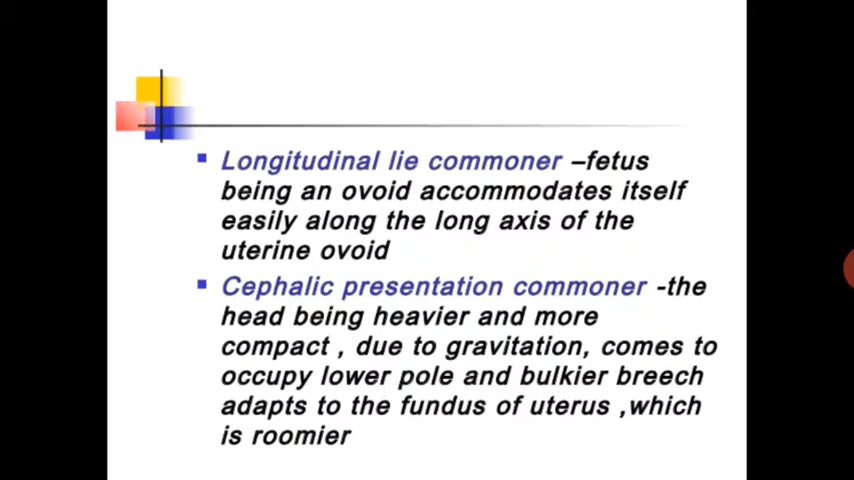 Longitudinal lie commoner –fetus
being an ovoid accommodates itself
easily along the long axis of the
uterine ovoid
Cephalic presentation commoner -the
head being heavier and more
compact , due to gravitation, comes to
occupy lower pole and bulkier breech
adapts to the fundus of uterus ,which
is roomier